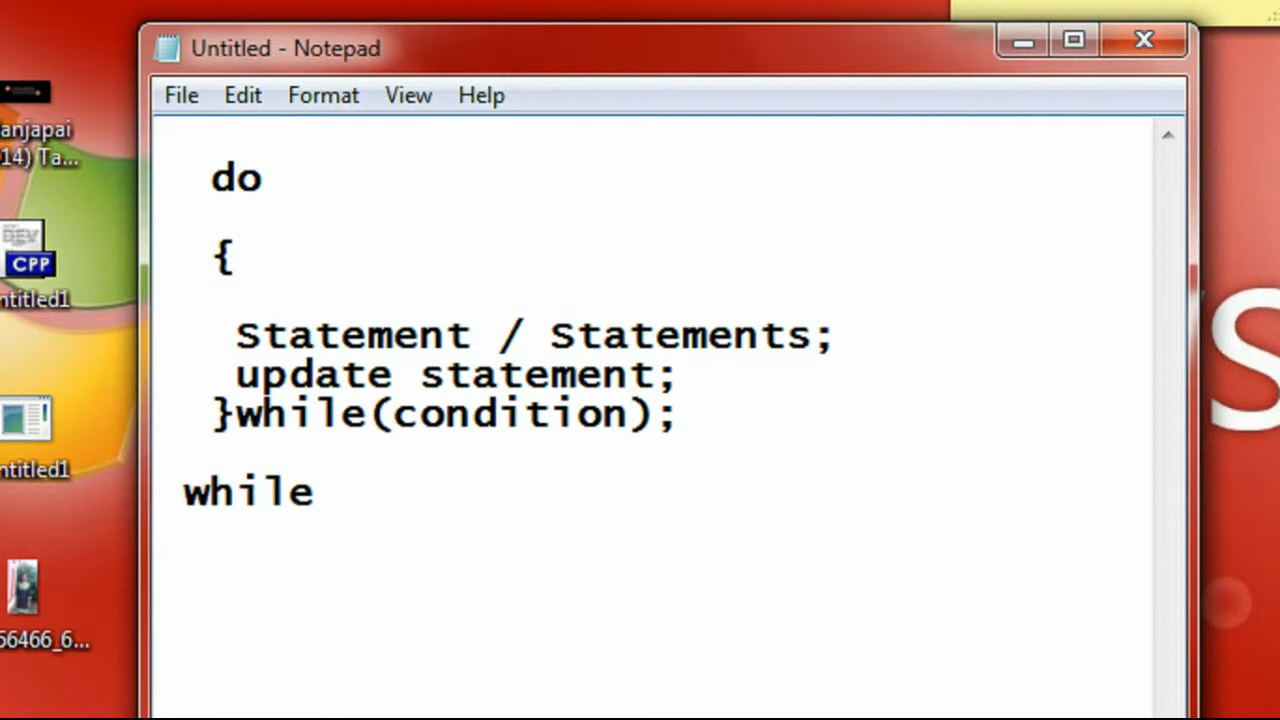 Untitled - Notepad
File Edit Format View Help
do
{
Statement / Statements;
update statement;
}while(condition);
while
anjapai
14) Ta...
DEV
CPP
ntitled1
ntitled1
66466_6...
S